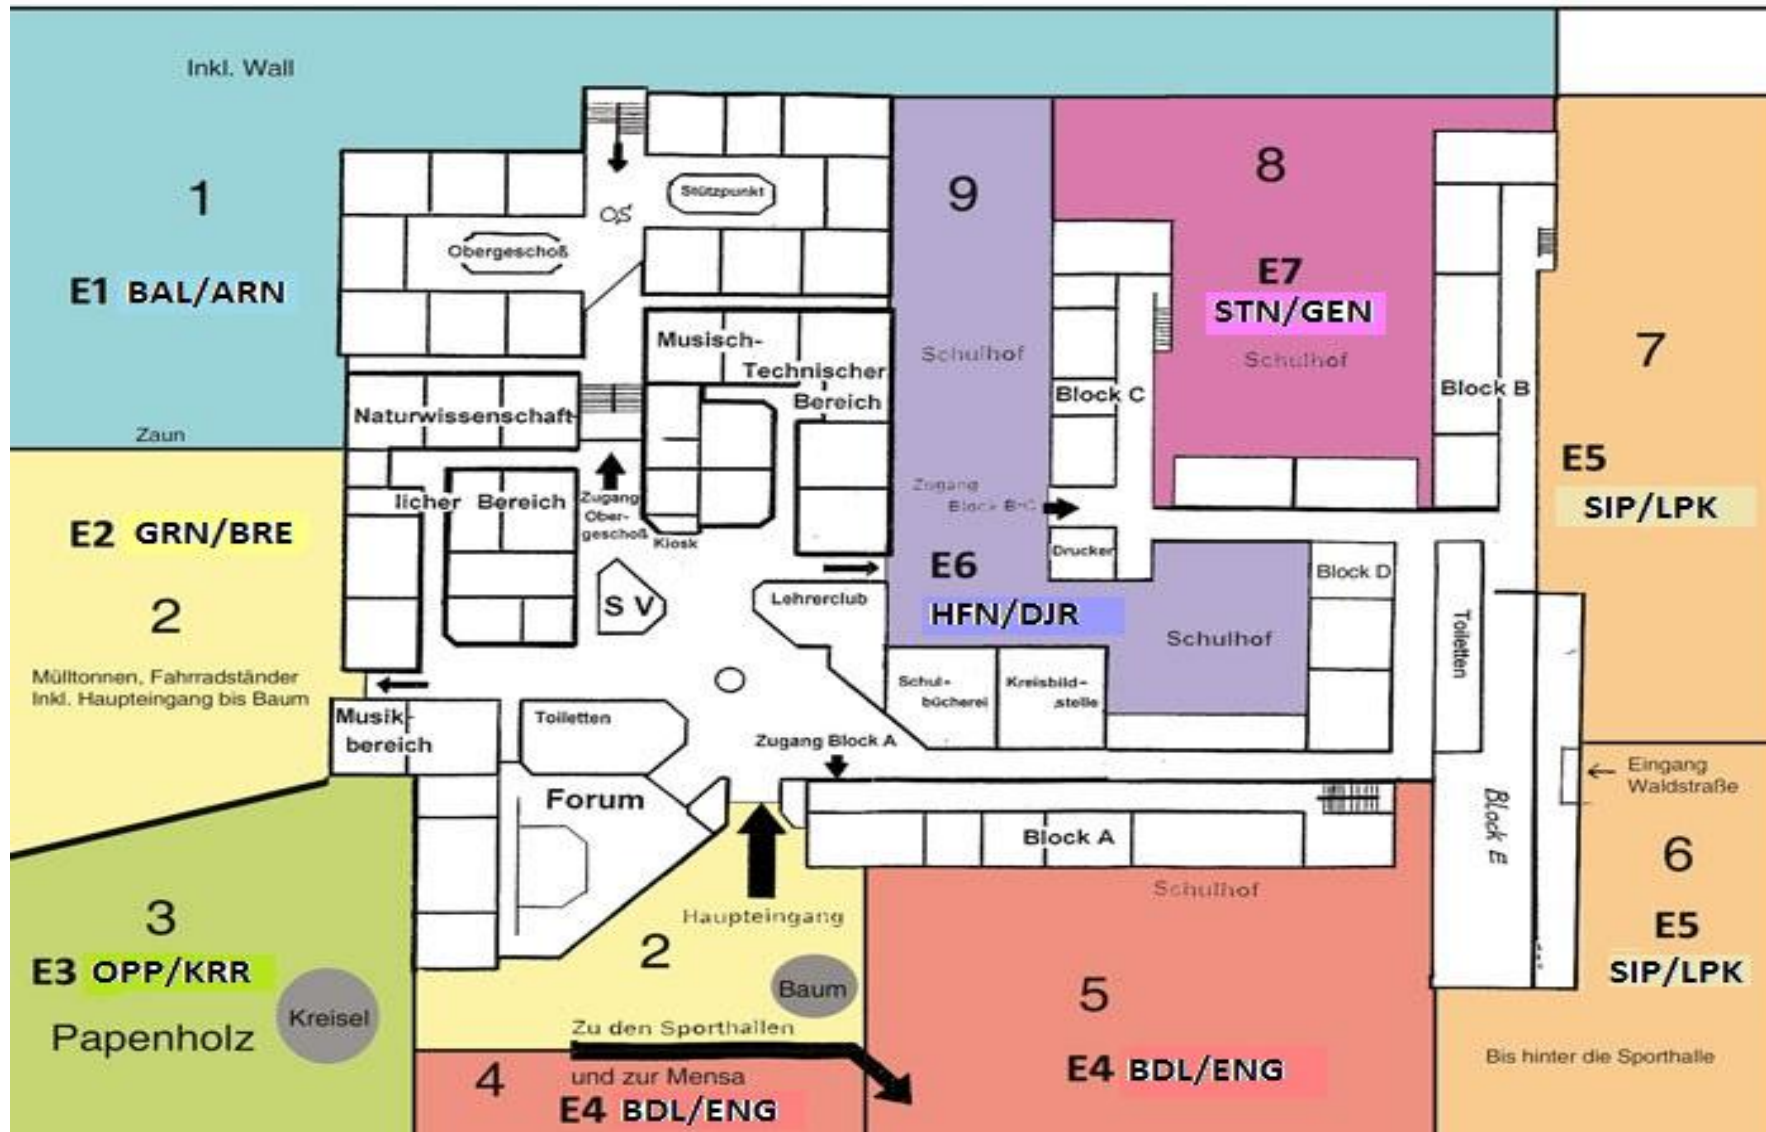 Inkl. Wall
1
E1 BAL/ARN
Zaun
E2 GRN/BRE
2
Mülltonnen, Fahrradständer
Inkl. Haupteingang bis Baum
3
E3 OPP/KRR
Kreisel
Papenholz
OS
Stützpunkt
Obergeschoß
Musisch-
Technischer
Bereich
Naturwissenschaft-
licher Bereich
Zugang
Ober-
geschoß
Kiosk
S V
Lehrerclub
Musik-
bereich
Toiletten
Forum
Zugang Block A
Schul-
bücherei
Kreisbild-
stelle
Haupteingang
2
Baum
Zu den Sporthallen
und zur Mensa
4
E4 BDL/ENG
9
Schulhof
Zugang
Block B+C
E6
HFN/DJR
Schulhof
8
E7
STN/GEN
Schulhof
Block C
Block B
Drucker
Block D
Toiletten
7
E5
SIP/LPK
Block A
Schulhof
5
E4 BDL/ENG
Block E
Eingang
Waldstraße
6
E5
SIP/LPK
Bis hinter die Sporthalle